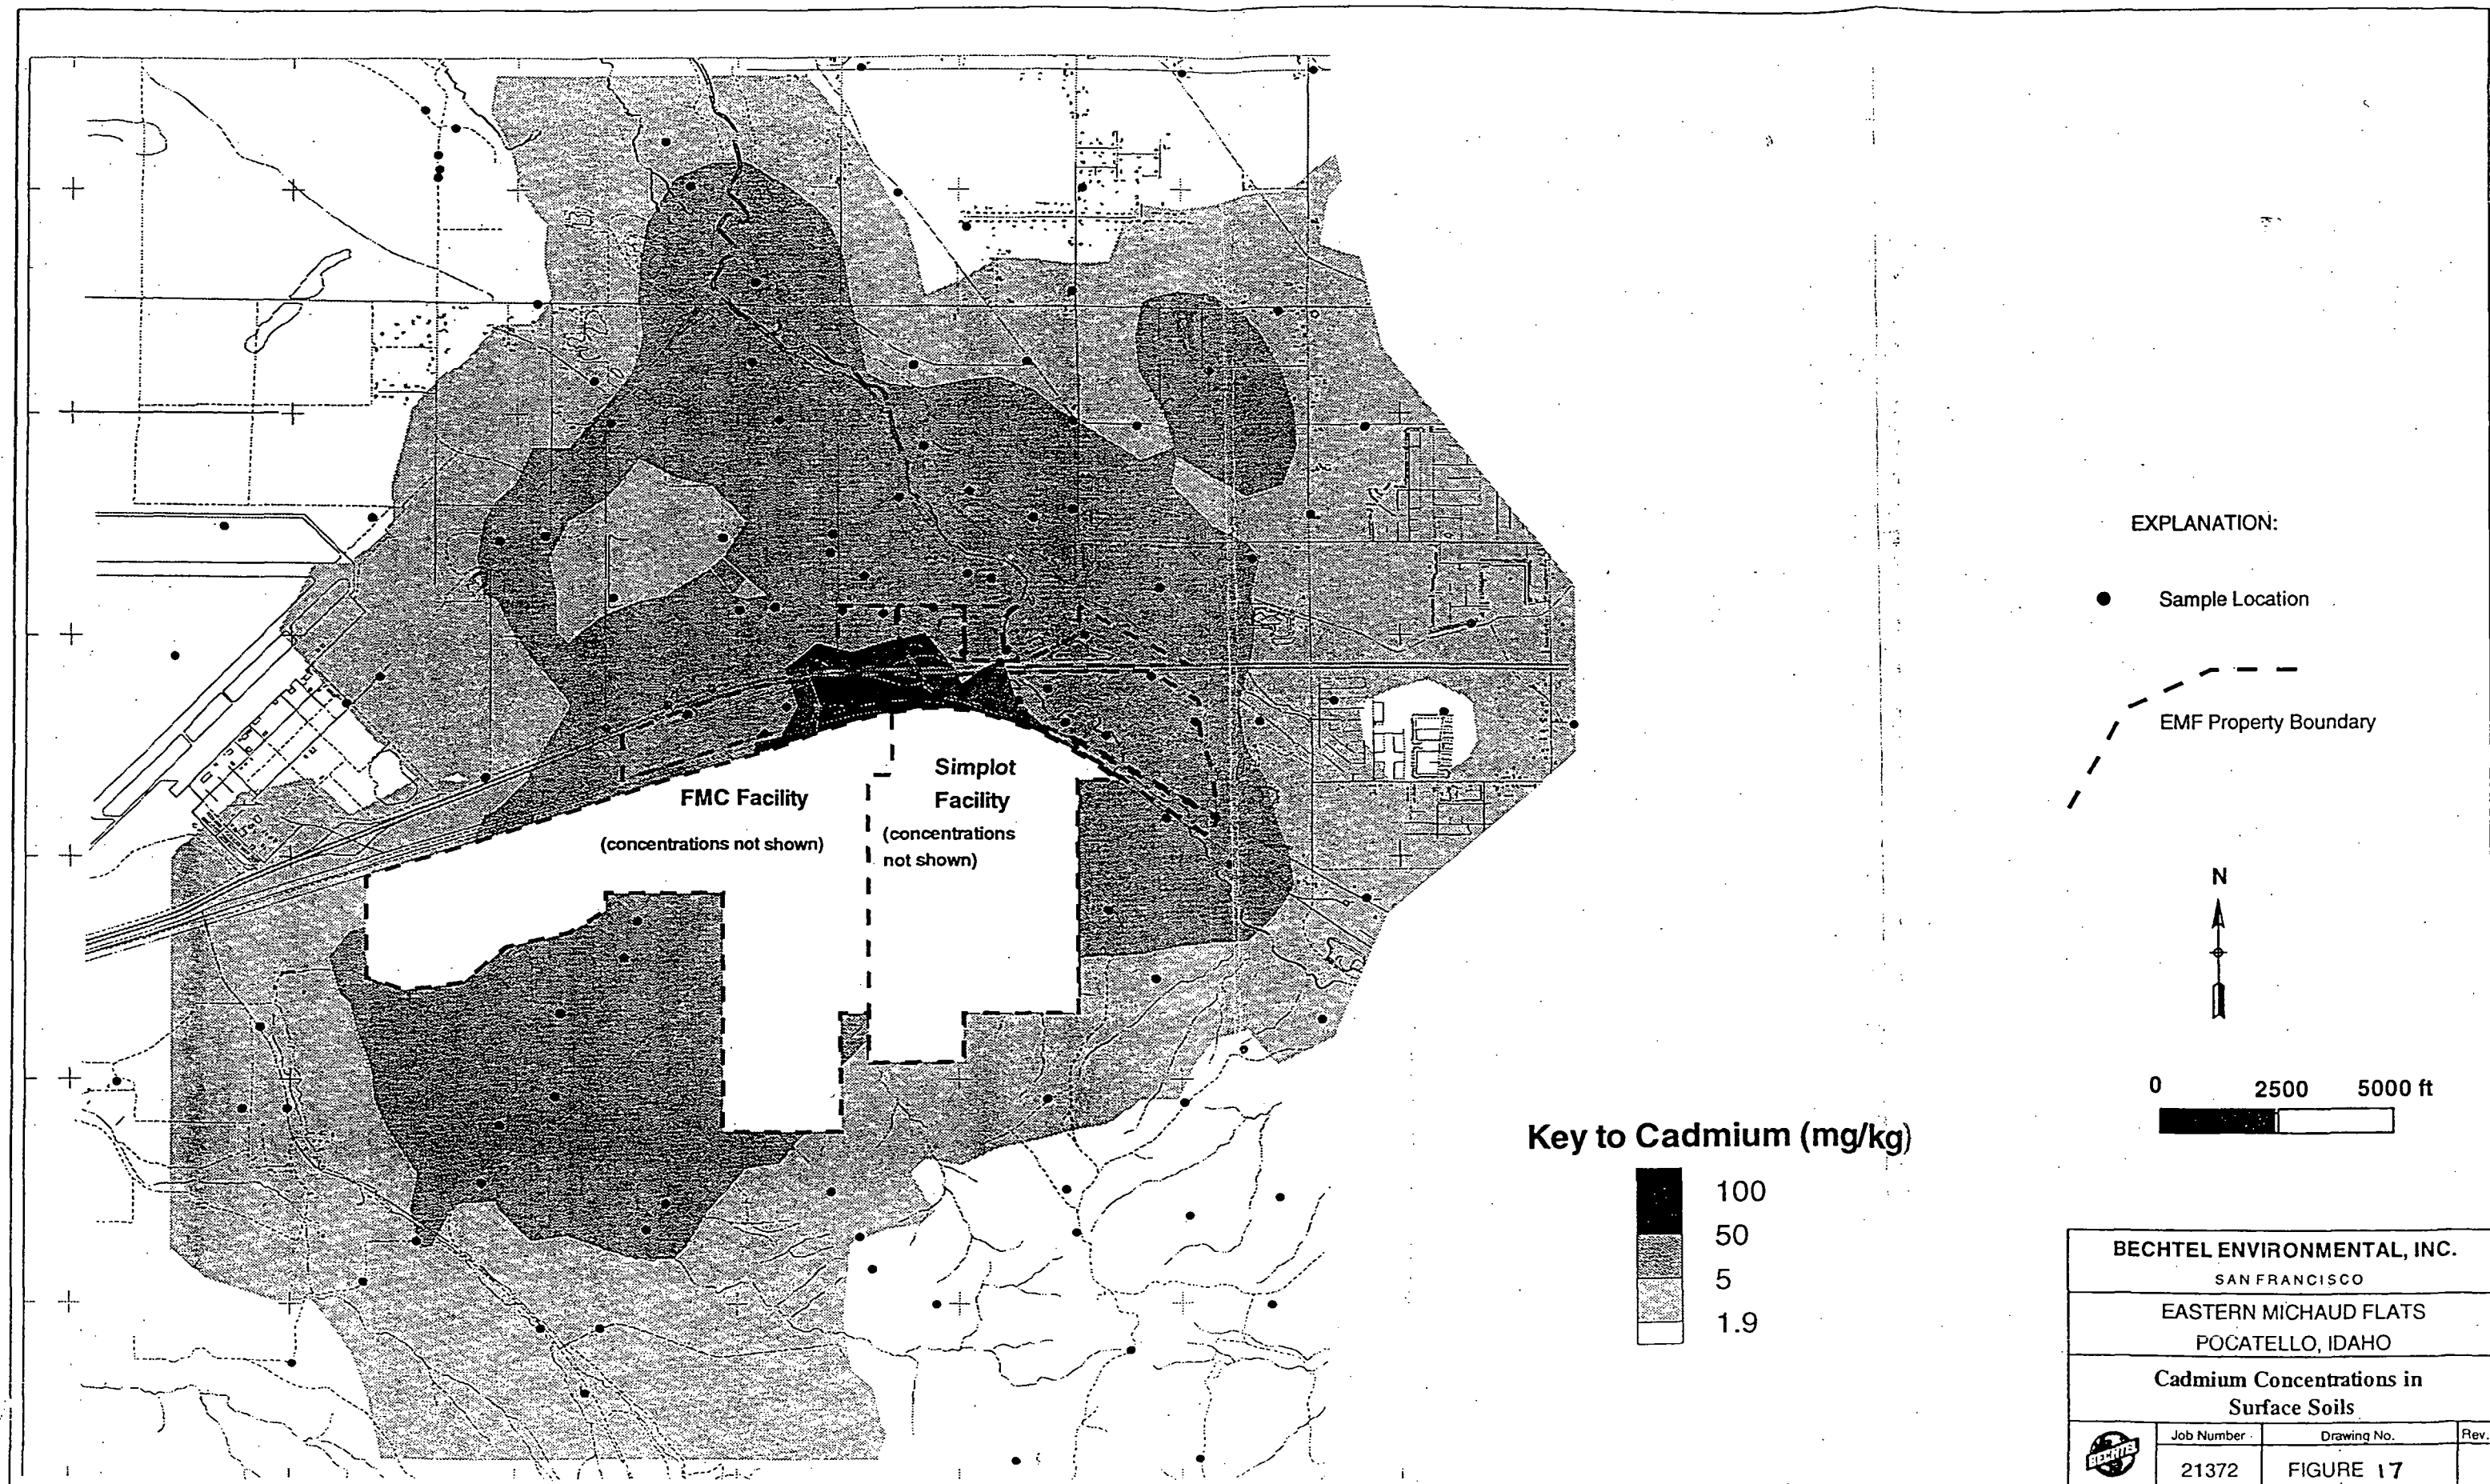 FMC Facility
(concentrations not shown)
Simplot
Facility
(concentrations
not shown)
EXPLANATION:
Sample Location
EMF Property Boundary
N
0 2500 5000 ft
Key to Cadmium (mg/kg)
100
50
5
1.9
BECHTEL ENVIRONMENTAL, INC.
SAN FRANCISCO
EASTERN MICHAUD FLATS
POCATELLO, IDAHO
Cadmium Concentrations in
Surface Soils
BECHTEL
Job Number
Drawing No.
Rev.
21372
FIGURE 17